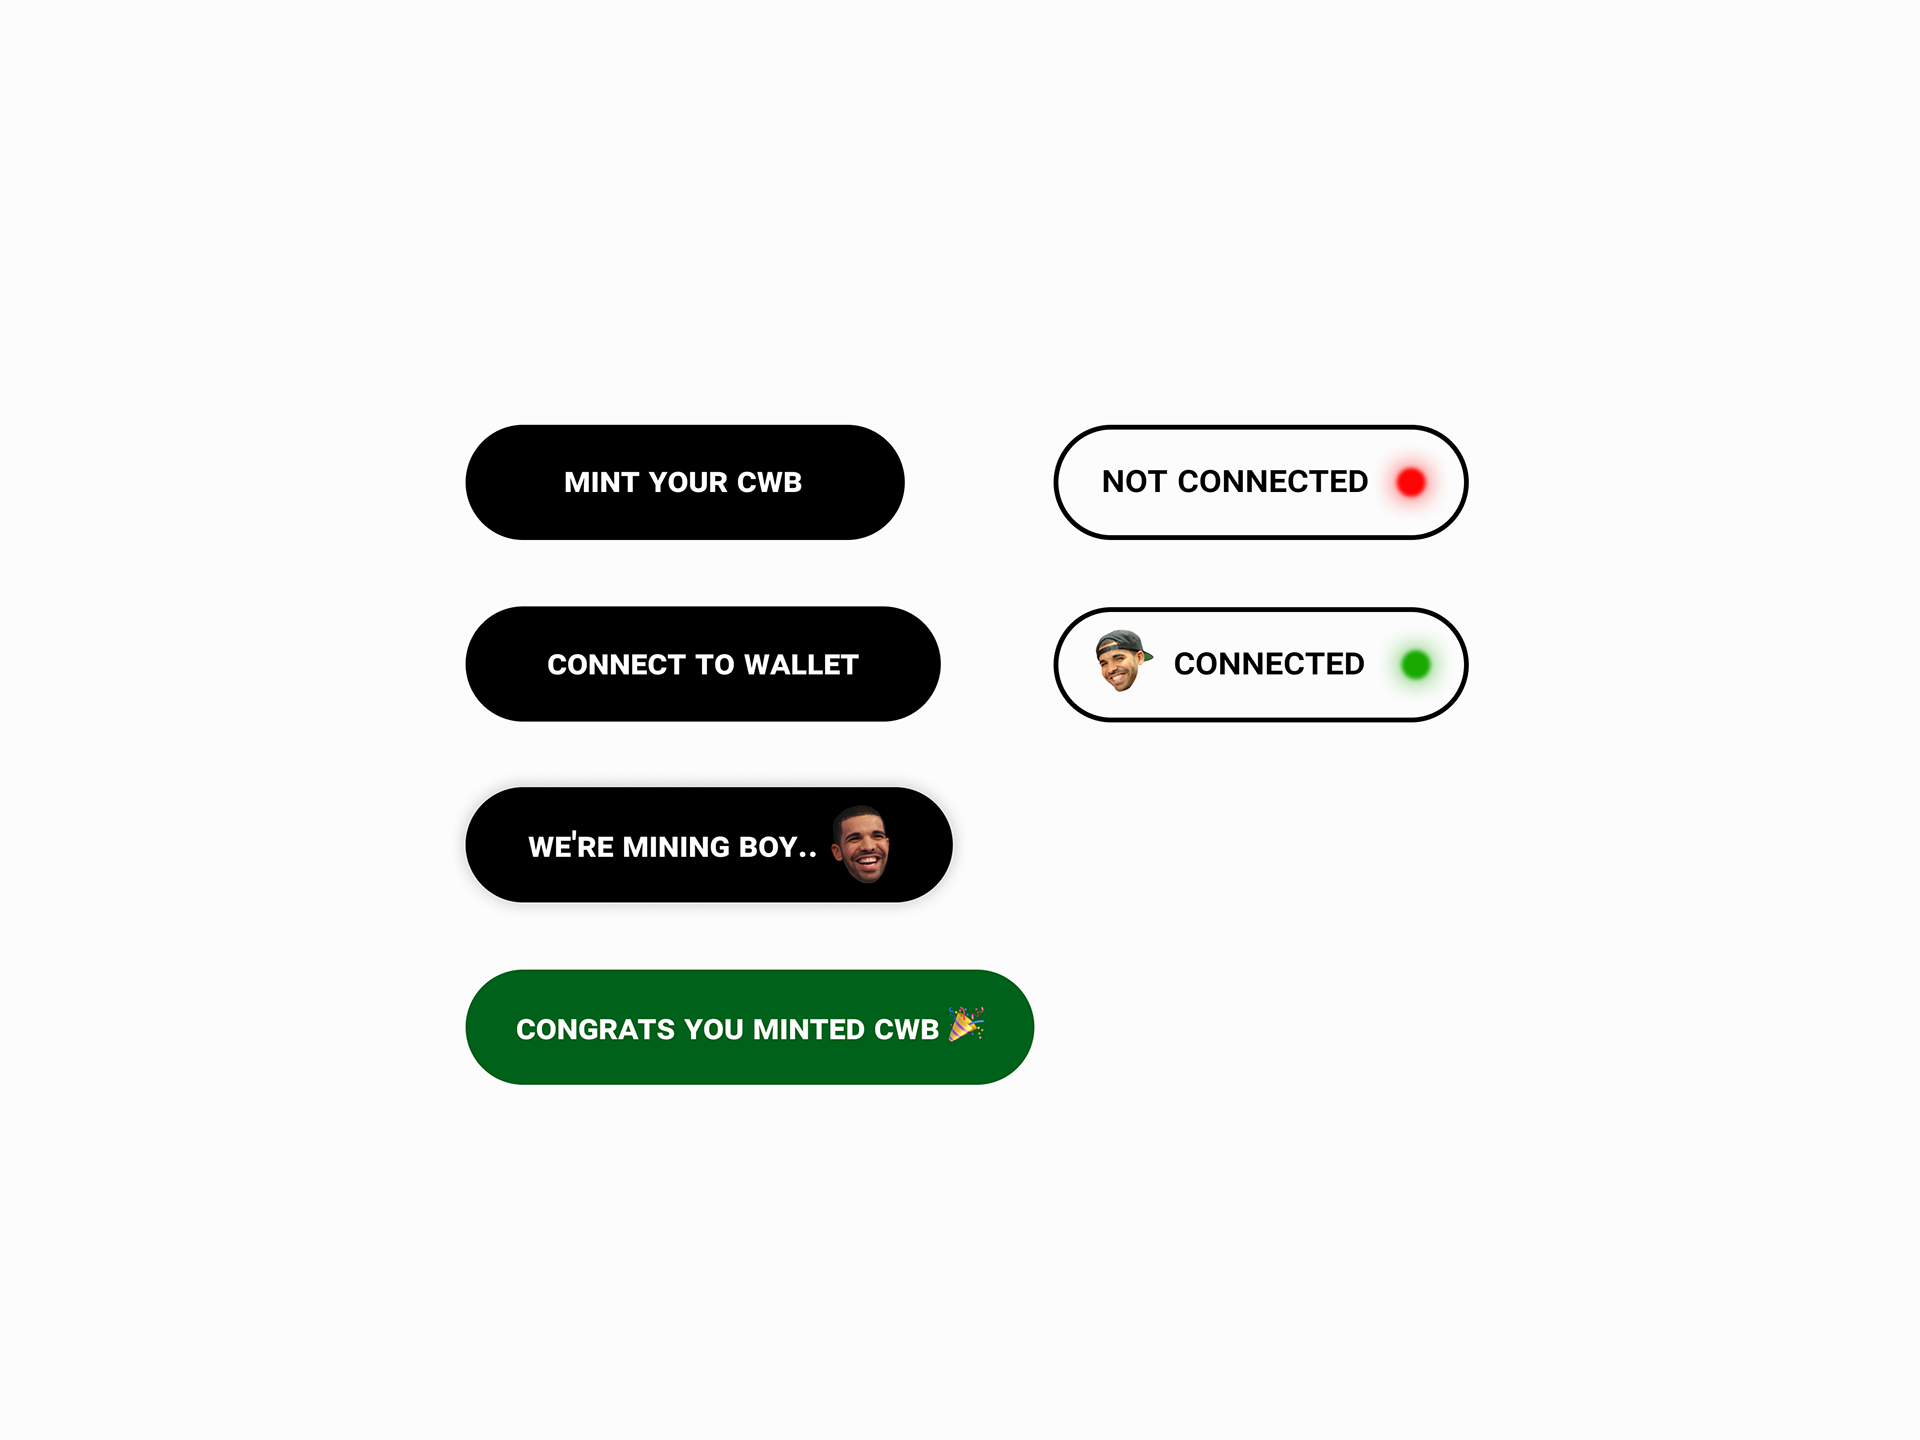 MINT YOUR CWB
NOT CONNECTED
CONNECT TO WALLET
CONNECTED
WE'RE MINING BOY..
CONGRATS YOU MINTED CWB 🎉